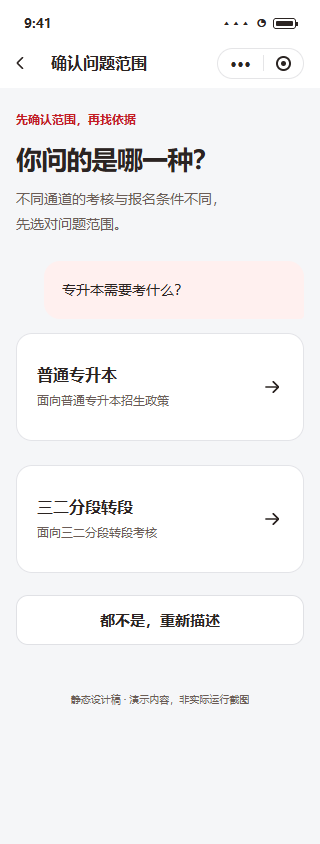 9:41
确认问题范围
先确认范围，再找依据
你问的是哪一种？
不同通道的考核与报名条件不同，
先选对问题范围。
专升本需要考什么？
普通专升本
面向普通专升本招生政策
三二分段转段
面向三二分段转段考核
都不是，重新描述
静态设计稿 · 演示内容，非实际运行截图